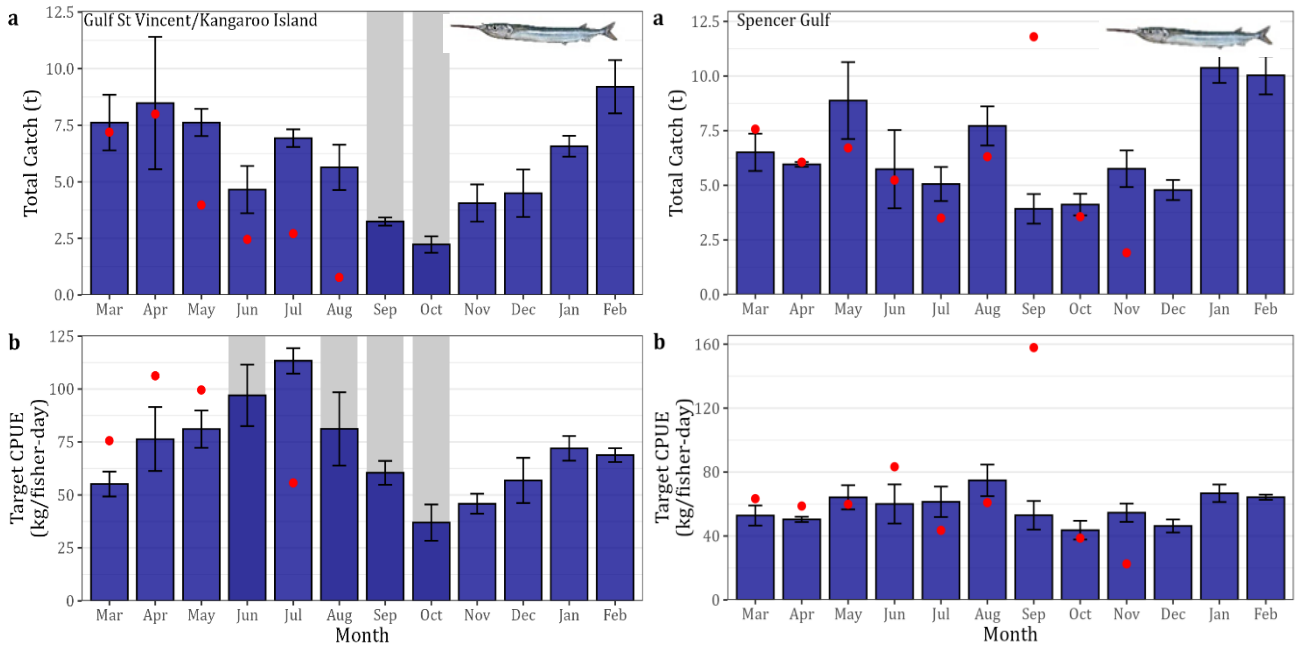 a
Gulf St Vincent/Kangaroo Island
Total Catch (t)
12.5
10.0
7.5
5.0
2.5
0.0
Mar Apr May Jun Jul Aug Sep Oct Nov Dec Jan Feb
b
Target CPUE
(kg/fisher-day)
125
100
75
50
25
0
Mar Apr May Jun Jul Aug Sep Oct Nov Dec Jan Feb
Month
a
Spencer Gulf
Total Catch (t)
12.5
10.0
7.5
5.0
2.5
0.0
Mar Apr May Jun Jul Aug Sep Oct Nov Dec Jan Feb
b
Target CPUE
(kg/fisher-day)
160
120
80
40
0
Mar Apr May Jun Jul Aug Sep Oct Nov Dec Jan Feb
Month